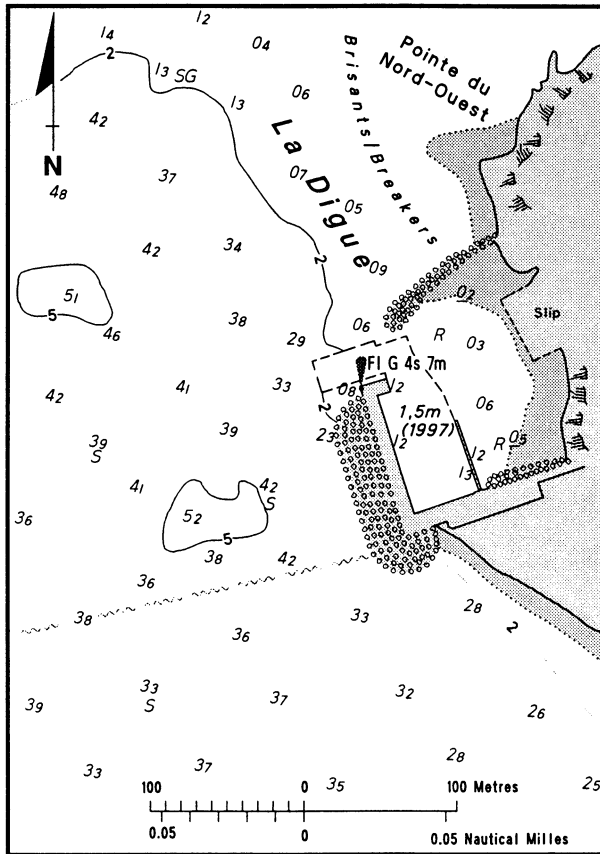 1₂
1₄ 0₄ Pointe du
2 Nord-Ouest
1₃ SG
1₃ 0₆ Brisants/Breakers
4₂
N
La Digue
3₇ 0₇
4₈ 0₅
4₂ 3₄ 2
0₉
5₁ 0₂
5 Slip
4₆ 3₈ 2₉ 0₆ R 0₃
Fl G 4s 7m
4₂ 4₁ 3₃ 0₈ 1₂
2 1,5m 0₆
(1997)
3₉ 3₉ 2₃ 1₂ R 0₅
S 1₂
1₃
4₁ 4₂
S
3₆ 5₂
5
3₈ 4₂
3₆
3₈ 3₃ 2₈
3₆ 2
3₃ 3₂
3₉ S 3₇ 2₆
2₈
3₃ 3₇ 3₅ 2₅
100 0 100 Metres
0.05 0 0.05 Nautical Milles